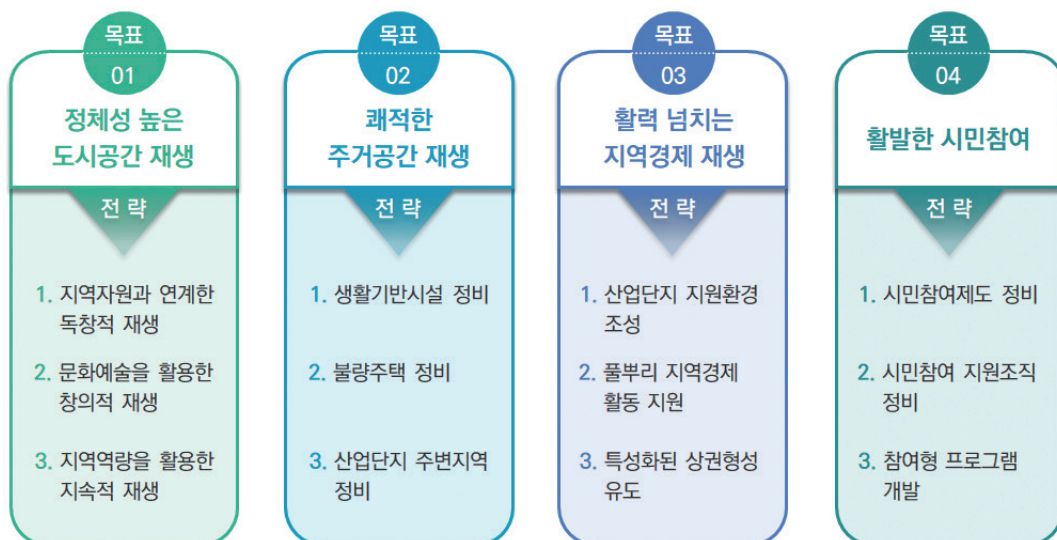 목표
01
정체성 높은
도시공간 재생
전 략
1. 지역자원과 연계한
독창적 재생
2. 문화예술을 활용한
창의적 재생
3. 지역역량을 활용한
지속적 재생
목표
02
쾌적한
주거공간 재생
전 략
1. 생활기반시설 정비
2. 불량주택 정비
3. 산업단지 주변지역
정비
목표
03
활력 넘치는
지역경제 재생
전 략
1. 산업단지 지원환경
조성
2. 풀뿌리 지역경제
활동 지원
3. 특성화된 상권형성
유도
목표
04
활발한 시민참여
전 략
1. 시민참여제도 정비
2. 시민참여 지원조직
정비
3. 참여형 프로그램
개발